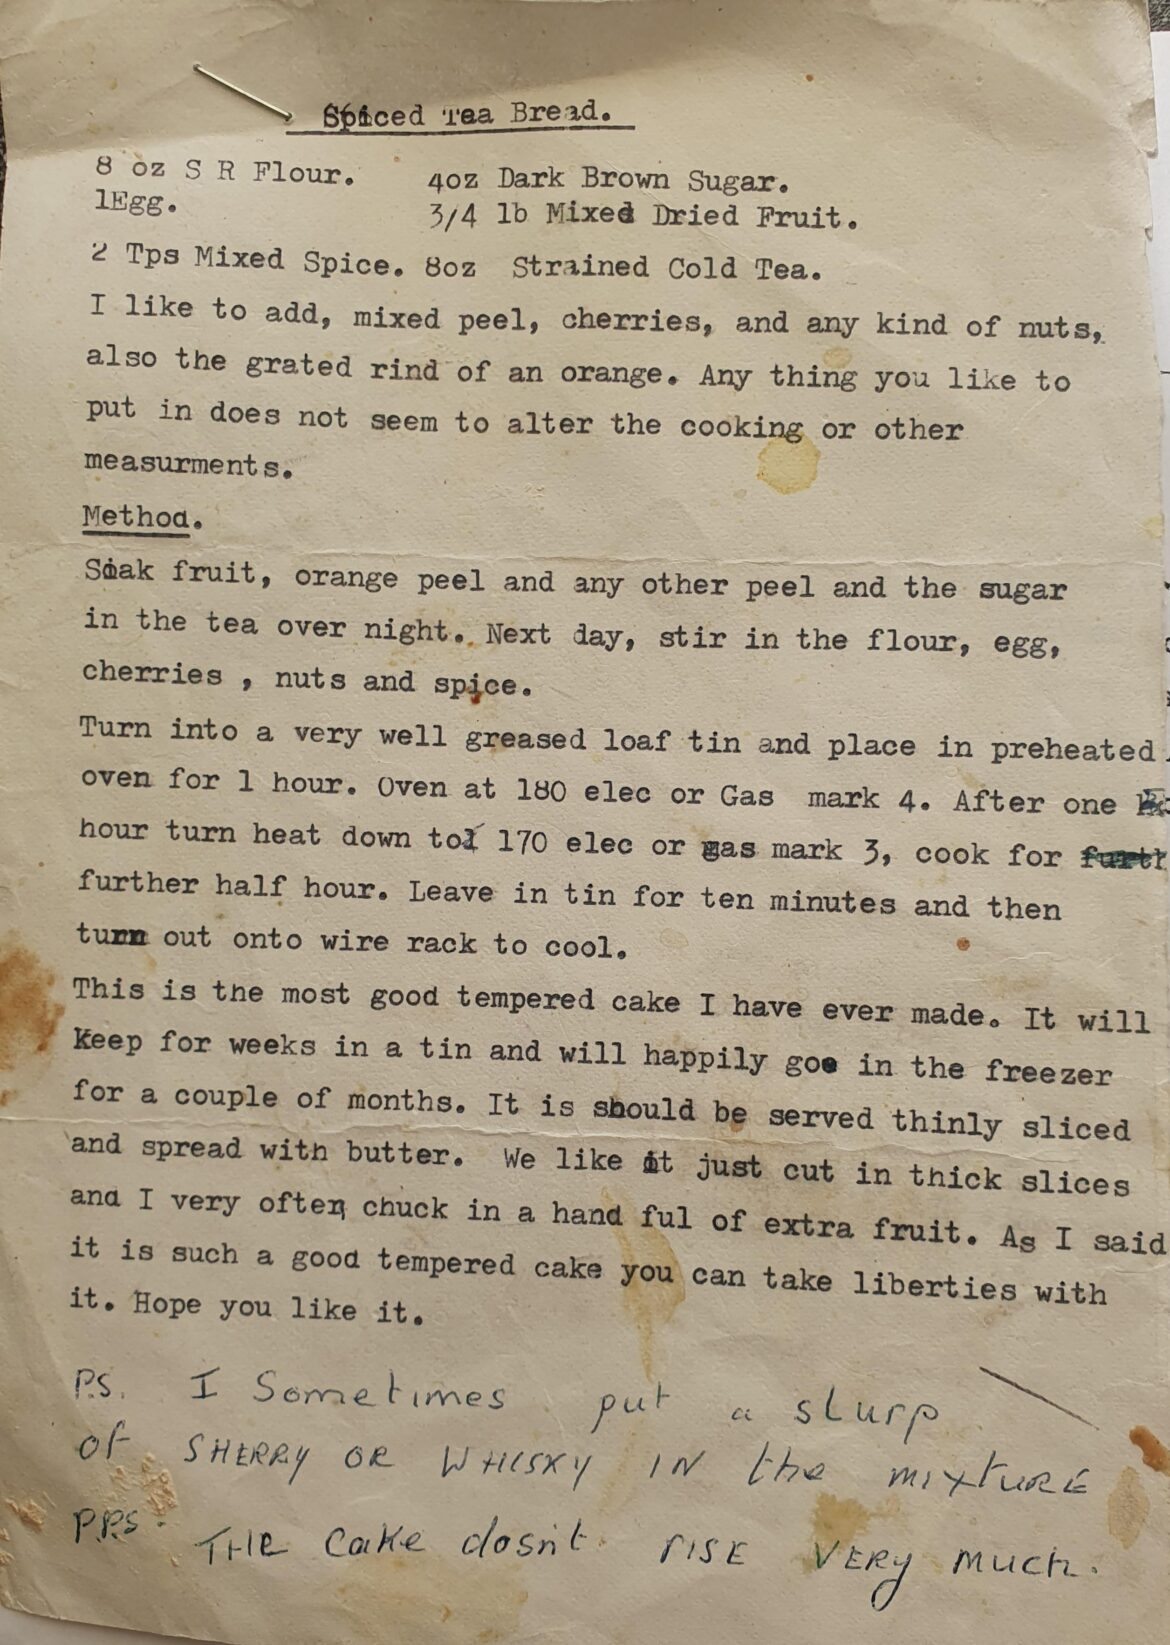 Spiced Tea Bread.
8 oz S R Flour. 4oz Dark Brown Sugar.
1Egg. 3/4 lb Mixed Dried Fruit.
2 Tps Mixed Spice. 8oz Strained Cold Tea.
I like to add, mixed peel, cherries, and any kind of nuts,
also the grated rind of an orange. Any thing you like to
put in does not seem to alter the cooking or other
measurments.
Method.
Soak fruit, orange peel and any other peel and the sugar
in the tea over night. Next day, stir in the flour, egg,
cherries , nuts and spice.
Turn into a very well greased loaf tin and place in preheated
oven for 1 hour. Oven at 180 elec or Gas mark 4. After one
hour turn heat down to 170 elec or gas mark 3, cook for furth
further half hour. Leave in tin for ten minutes and then
turn out onto wire rack to cool.
This is the most good tempered cake I have ever made. It will
keep for weeks in a tin and will happily go in the freezer
for a couple of months. It is should be served thinly sliced
and spread with butter. We like it just cut in thick slices
and I very often chuck in a hand ful of extra fruit. As I said
it is such a good tempered cake you can take liberties with
it. Hope you like it.
P.S. I Sometimes put a slurp
of SHERRY OR WHISKY IN the MIXTURE
P.P.S. THE Cake dosn't RISE VERY much.